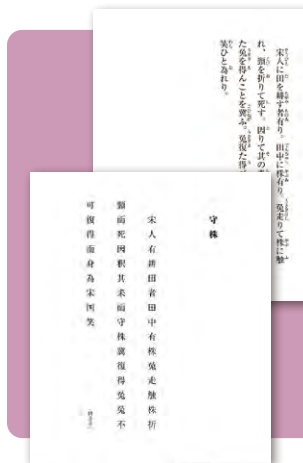 宋人に田を耕す者有り。田中に株有り。兎走りて株に触
れ、頸を折りて死す。因りて其の
た兎を得んことを冀ふ。兎復た得
笑ひと為れり。
守株
宋人有耕田者田中有株兎走触株折
頸而死因釈其耒而守株冀復得兎兎不
可復得而身為宋国笑